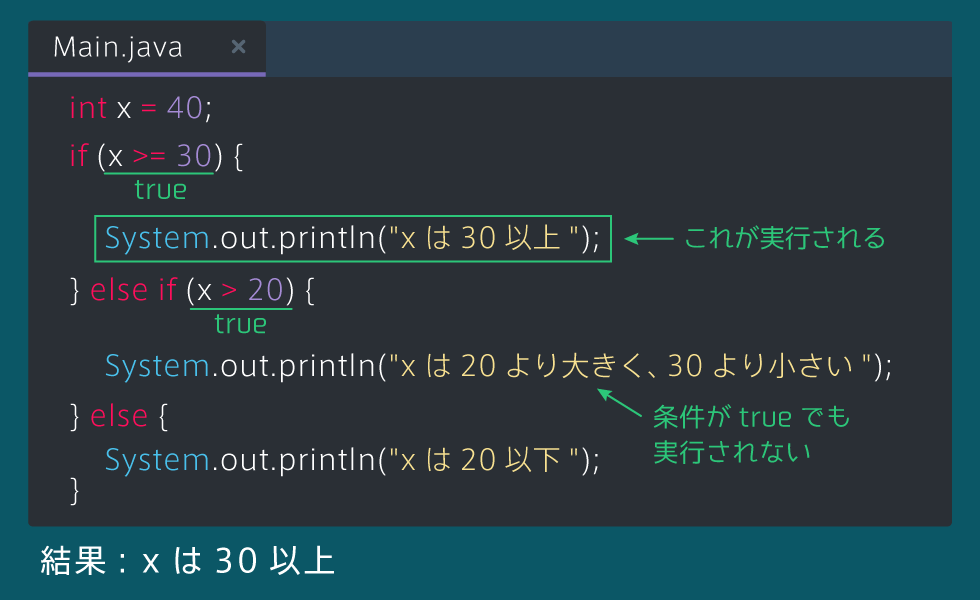 Main.java ×
int x = 40;
if (x >= 30) {
true
System.out.println("x は 30 以上 ");
これが実行される
} else if (x > 20) {
true
System.out.println("x は 20 より大きく、30 より小さい ");
条件が true でも
実行されない
} else {
System.out.println("x は 20 以下 ");
}
結果 : x は 30 以上